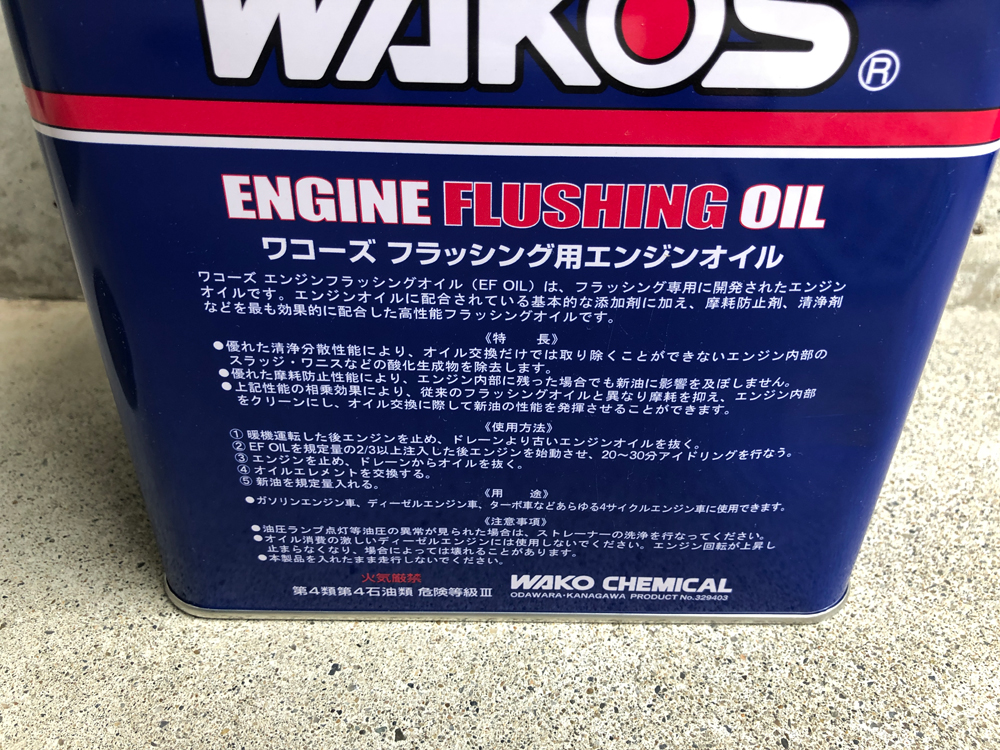 WAKO'S ®
ENGINE FLUSHING OIL
ワコーズ フラッシング用エンジンオイル
ワコーズ エンジンフラッシングオイル（EF OIL）は、フラッシング専用に開発されたエンジン
オイルです。エンジンオイルに配合されている基本的な添加剤に加え、摩耗防止剤、清浄剤
などを最も効果的に配合した高性能フラッシングオイルです。
《特　長》
●優れた清浄分散性能により、オイル交換だけでは取り除くことができないエンジン内部の
スラッジ・ワニスなどの酸化生成物を除去します。
●優れた摩耗防止性能により、エンジン内部に残った場合でも新油に影響を及ぼしません。
●上記性能の相乗効果により、従来のフラッシングオイルと異なり摩耗を抑え、エンジン内部
をクリーンにし、オイル交換に際して新油の性能を発揮させることができます。
《使用方法》
① 暖機運転した後エンジンを止め、ドレーンより古いエンジンオイルを抜く。
② EF OILを規定量の2/3以上注入した後エンジンを始動させ、20〜30分アイドリングを行なう。
③ エンジンを止め、ドレーンからオイルを抜く。
④ オイルエレメントを交換する。
⑤ 新油を規定量入れる。
《用　途》
●ガソリンエンジン車、ディーゼルエンジン車、ターボ車などあらゆる4サイクルエンジン車に使用できます。
《注意事項》
●油圧ランプ点灯等油圧の異常が見られた場合は、ストレーナーの洗浄を行なってください。
●オイル消費の激しいディーゼルエンジンには使用しないでください。エンジン回転が上昇し
止まらなくなり、場合によっては壊れることがあります。
●本製品を入れたまま走行しないでください。
火気厳禁
第4類第4石油類 危険等級Ⅲ
WAKO CHEMICAL
ODAWARA・KANAGAWA PRODUCT No.329403